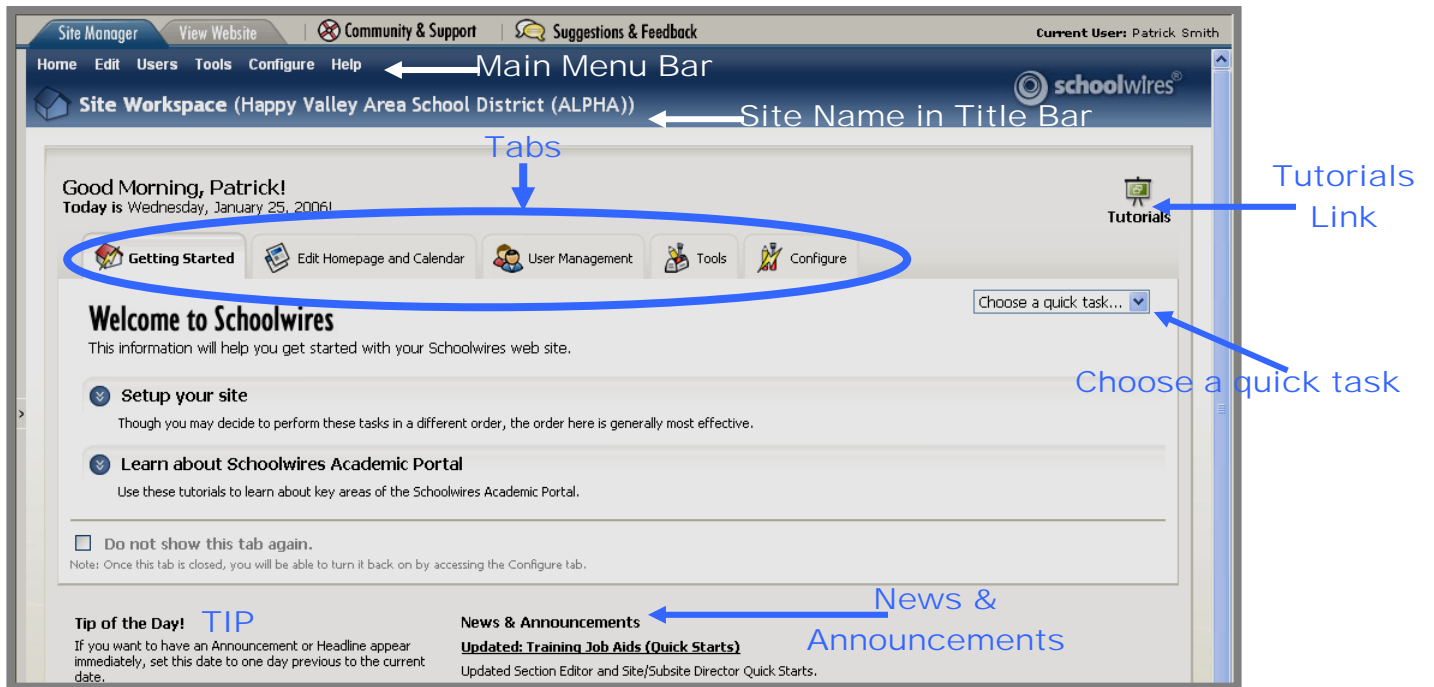 Site Manager View Website Community & Support Suggestions & Feedback Current User: Patrick Smith
Home Edit Users Tools Configure Help Main Menu Bar
schoolwires®
Site Workspace (Happy Valley Area School District (ALPHA)) Site Name in Title Bar
Tabs
Good Morning, Patrick!
Today is Wednesday, January 25, 2006!
Tutorials
Tutorials
Link
Getting Started Edit Homepage and Calendar User Management Tools Configure
Choose a quick task...
Welcome to Schoolwires
This information will help you get started with your Schoolwires web site.
Choose a quick task
Setup your site
Though you may decide to perform these tasks in a different order, the order here is generally most effective.
Learn about Schoolwires Academic Portal
Use these tutorials to learn about key areas of the Schoolwires Academic Portal.
Do not show this tab again.
Note: Once this tab is closed, you will be able to turn it back on by accessing the Configure tab.
Tip of the Day! TIP
If you want to have an Announcement or Headline appear
immediately, set this date to one day previous to the current
date.
News & Announcements
Updated: Training Job Aids (Quick Starts)
Updated Section Editor and Site/Subsite Director Quick Starts.
News &
Announcements